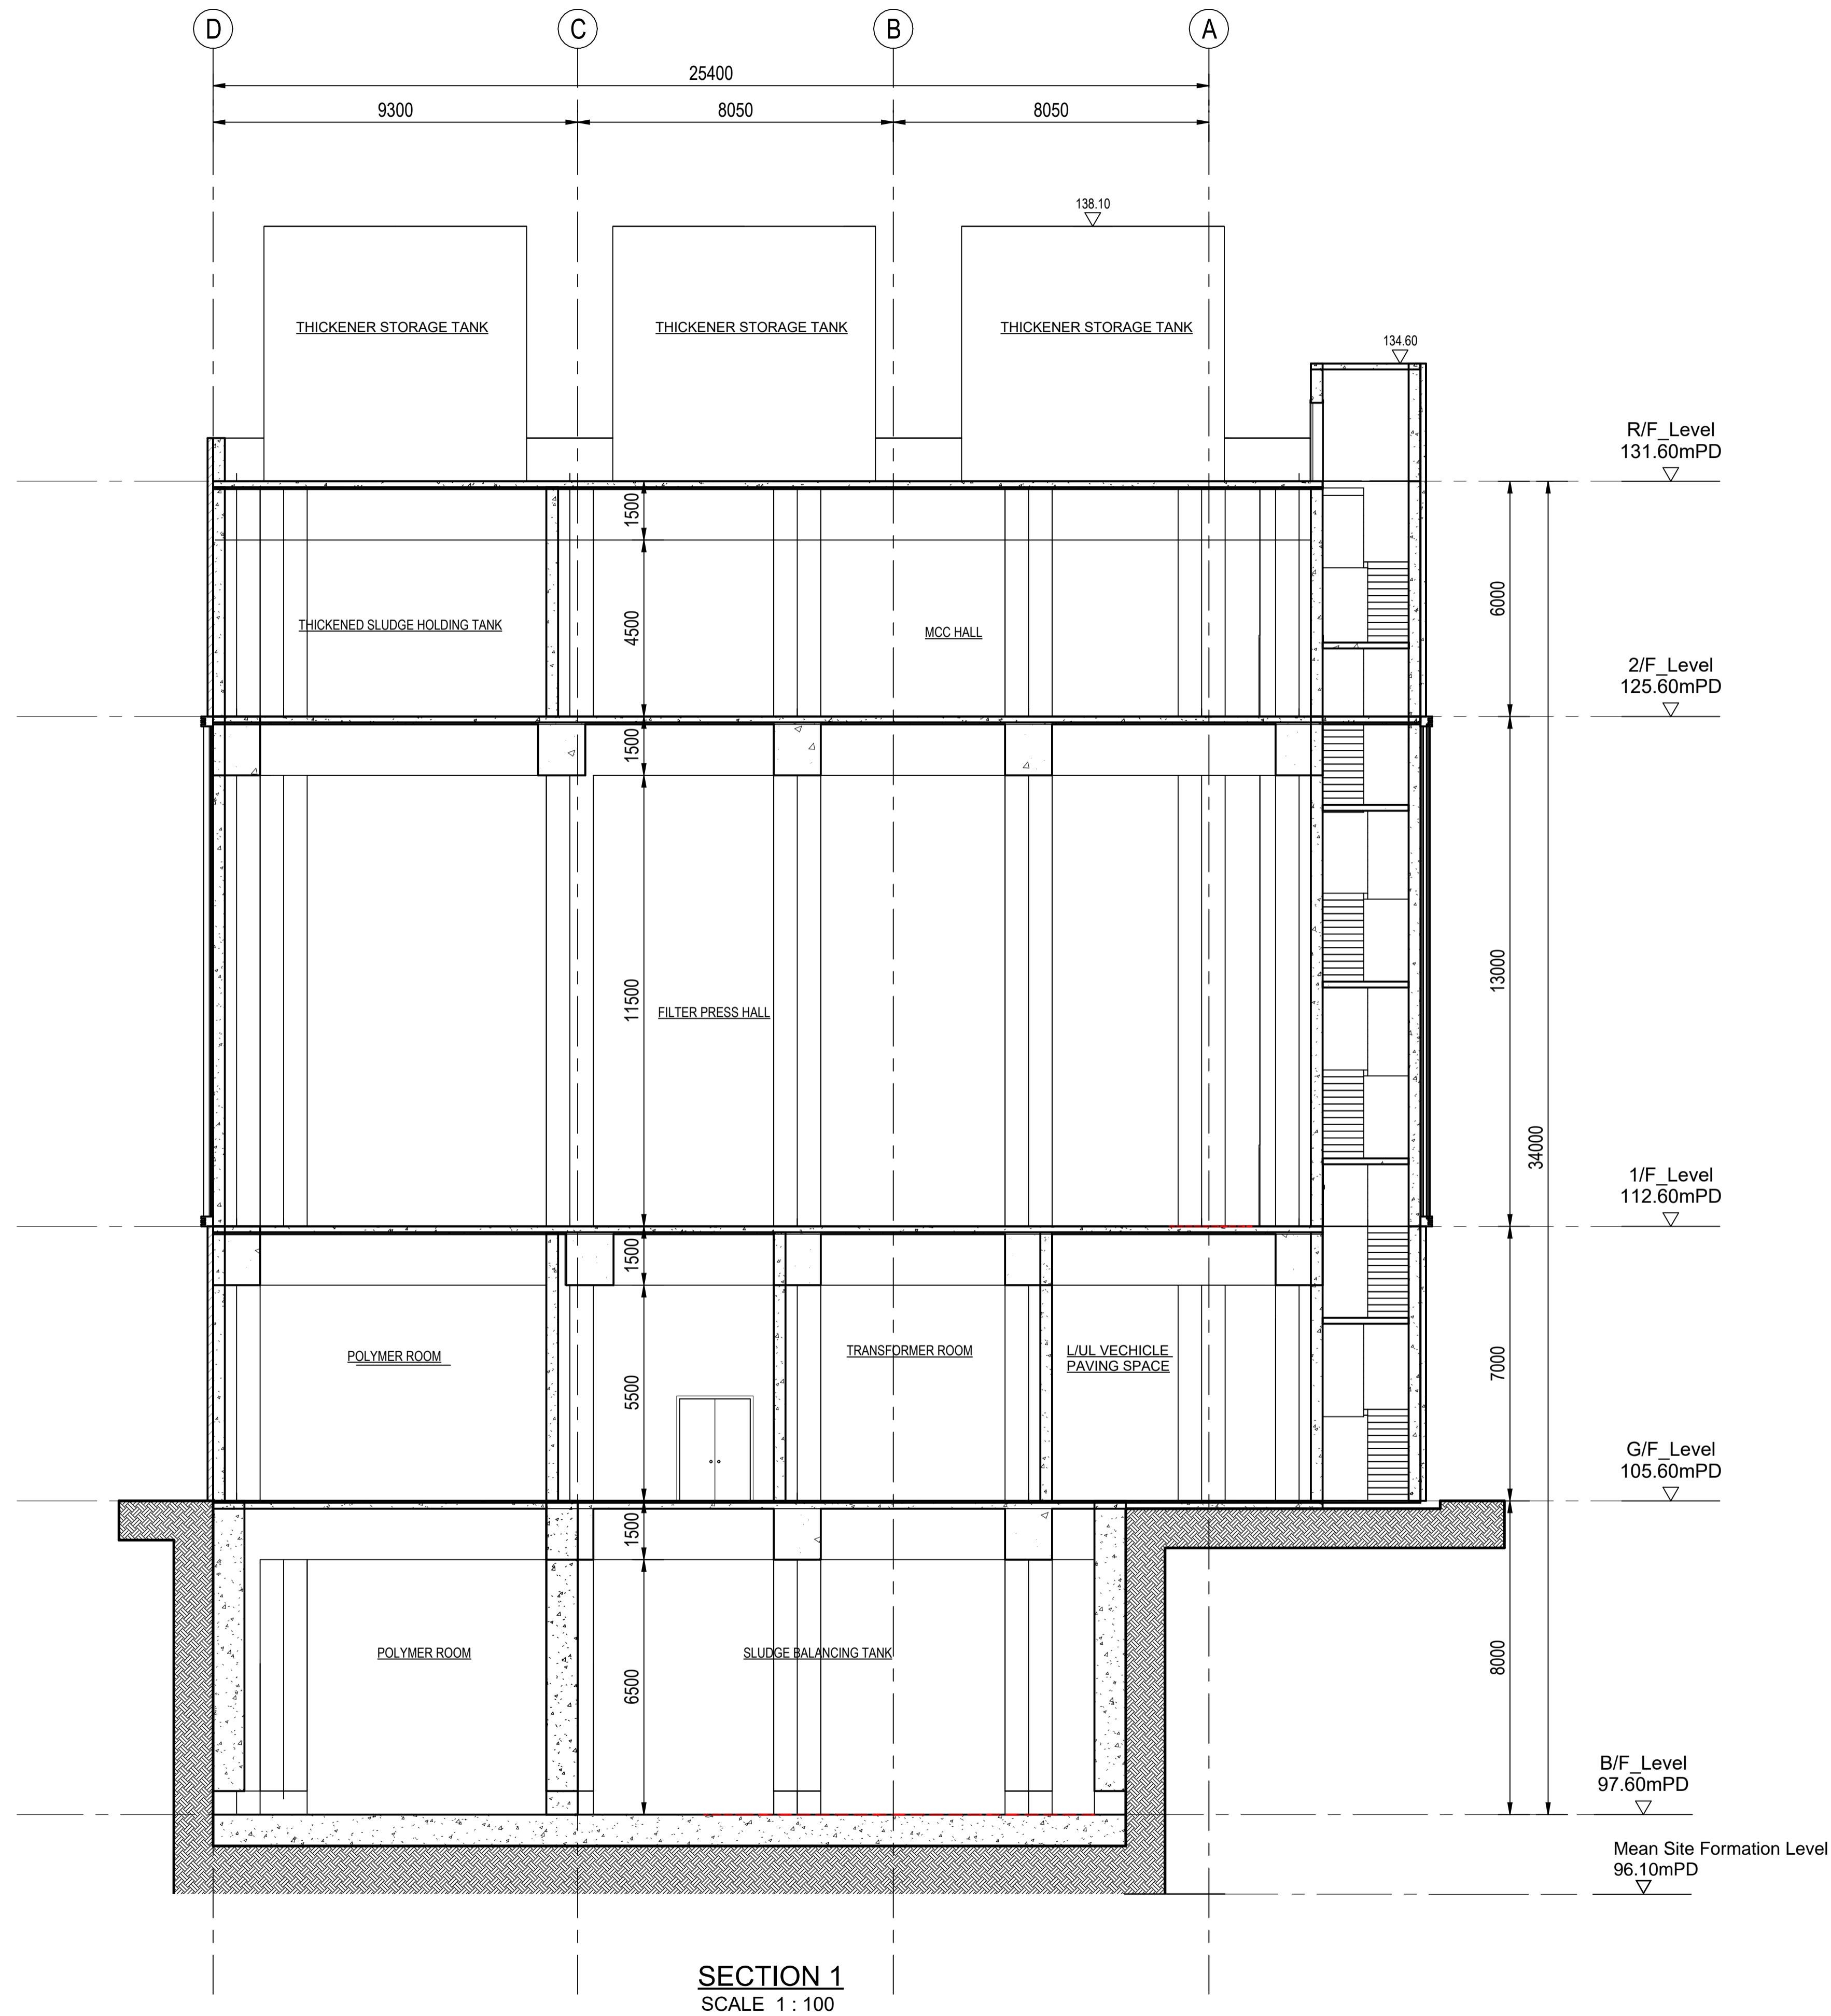 D
C
B
A
25400
9300
8050
8050
138.10
THICKENER STORAGE TANK
THICKENER STORAGE TANK
THICKENER STORAGE TANK
134.60
R/F_Level
131.60mPD
1500
6000
4500
THICKENED SLUDGE HOLDING TANK
MCC HALL
2/F_Level
125.60mPD
1500
13000
11500
FILTER PRESS HALL
34000
1/F_Level
112.60mPD
1500
7000
POLYMER ROOM
TRANSFORMER ROOM
L/UL VECHICLE
PAVING SPACE
5500
G/F_Level
105.60mPD
1500
8000
POLYMER ROOM
SLUDGE BALANCING TANK
6500
B/F_Level
97.60mPD
Mean Site Formation Level
96.10mPD
SECTION 1
SCALE 1 : 100